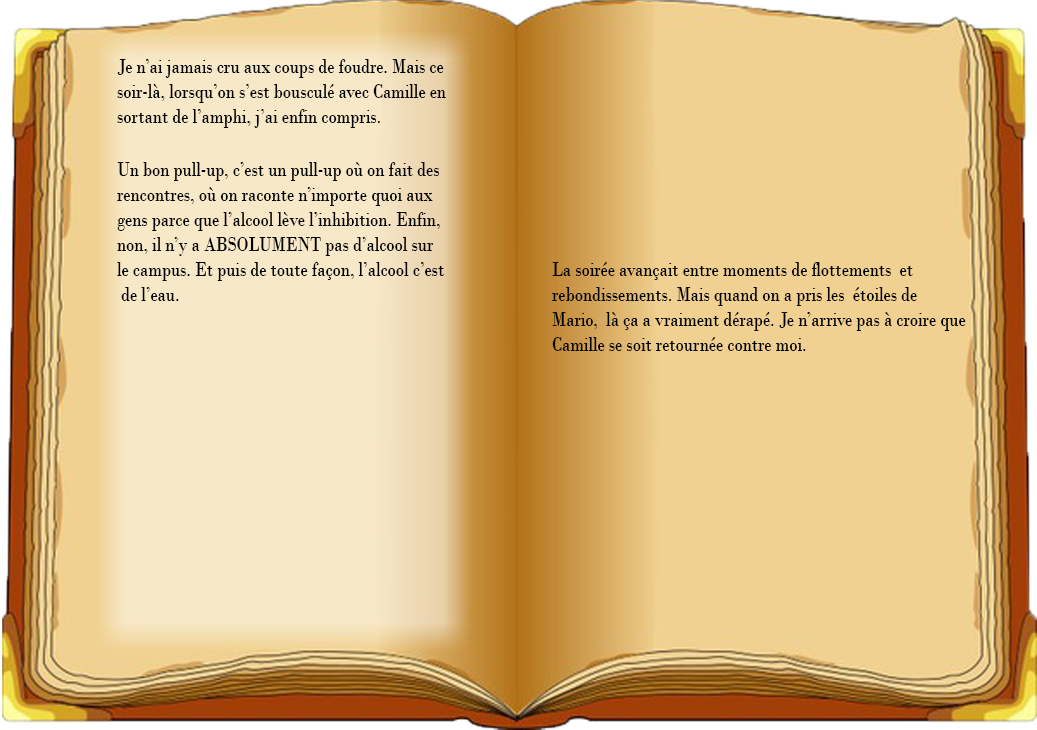 Je n'ai jamais cru aux coups de foudre. Mais ce
soir-là, lorsqu'on s'est bousculé avec Camille en
sortant de l'amphi, j'ai enfin compris.
Un bon pull-up, c'est un pull-up où on fait des
rencontres, où on raconte n'importe quoi aux
gens parce que l'alcool lève l'inhibition. Enfin,
non, il n'y a ABSOLUMENT pas d'alcool sur
le campus. Et puis de toute façon, l'alcool c'est
de l'eau.
La soirée avançait entre moments de flottements et
rebondissements. Mais quand on a pris les étoiles de
Mario, là ça a vraiment dérapé. Je n'arrive pas à croire que
Camille se soit retournée contre moi.